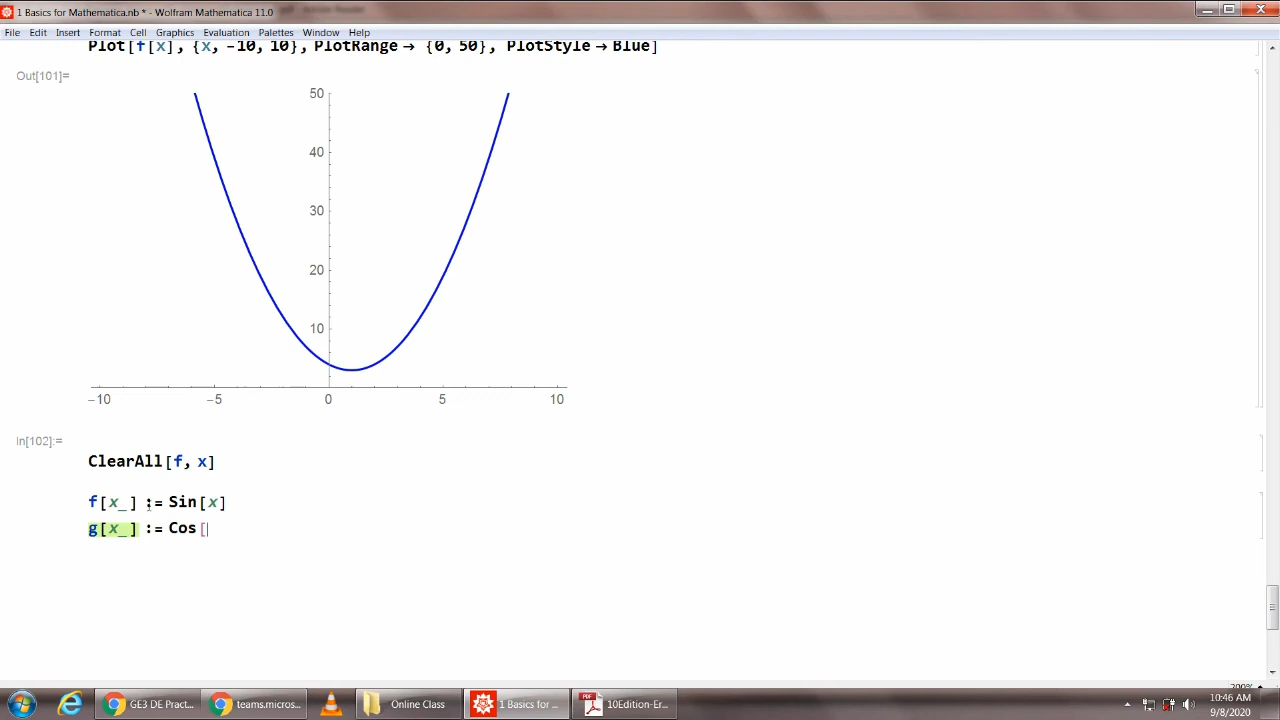 1 Basics for Mathematica.nb * - Wolfram Mathematica 11.0
File Edit Insert Format Cell Graphics Evaluation Palettes Window Help
Plot[f[x], {x, -10, 10}, PlotRange → {0, 50}, PlotStyle → Blue]
Out[101]=
50
40
30
20
10
-10 -5 0 5 10
In[102]:=
ClearAll[f, x]
f[x_] := Sin[x]
g[x_] := Cos[
200%
GE3 DE Pract... teams.micros... Online Class 1 Basics for ... 10Edition-Er...
10:46 AM
9/8/2020